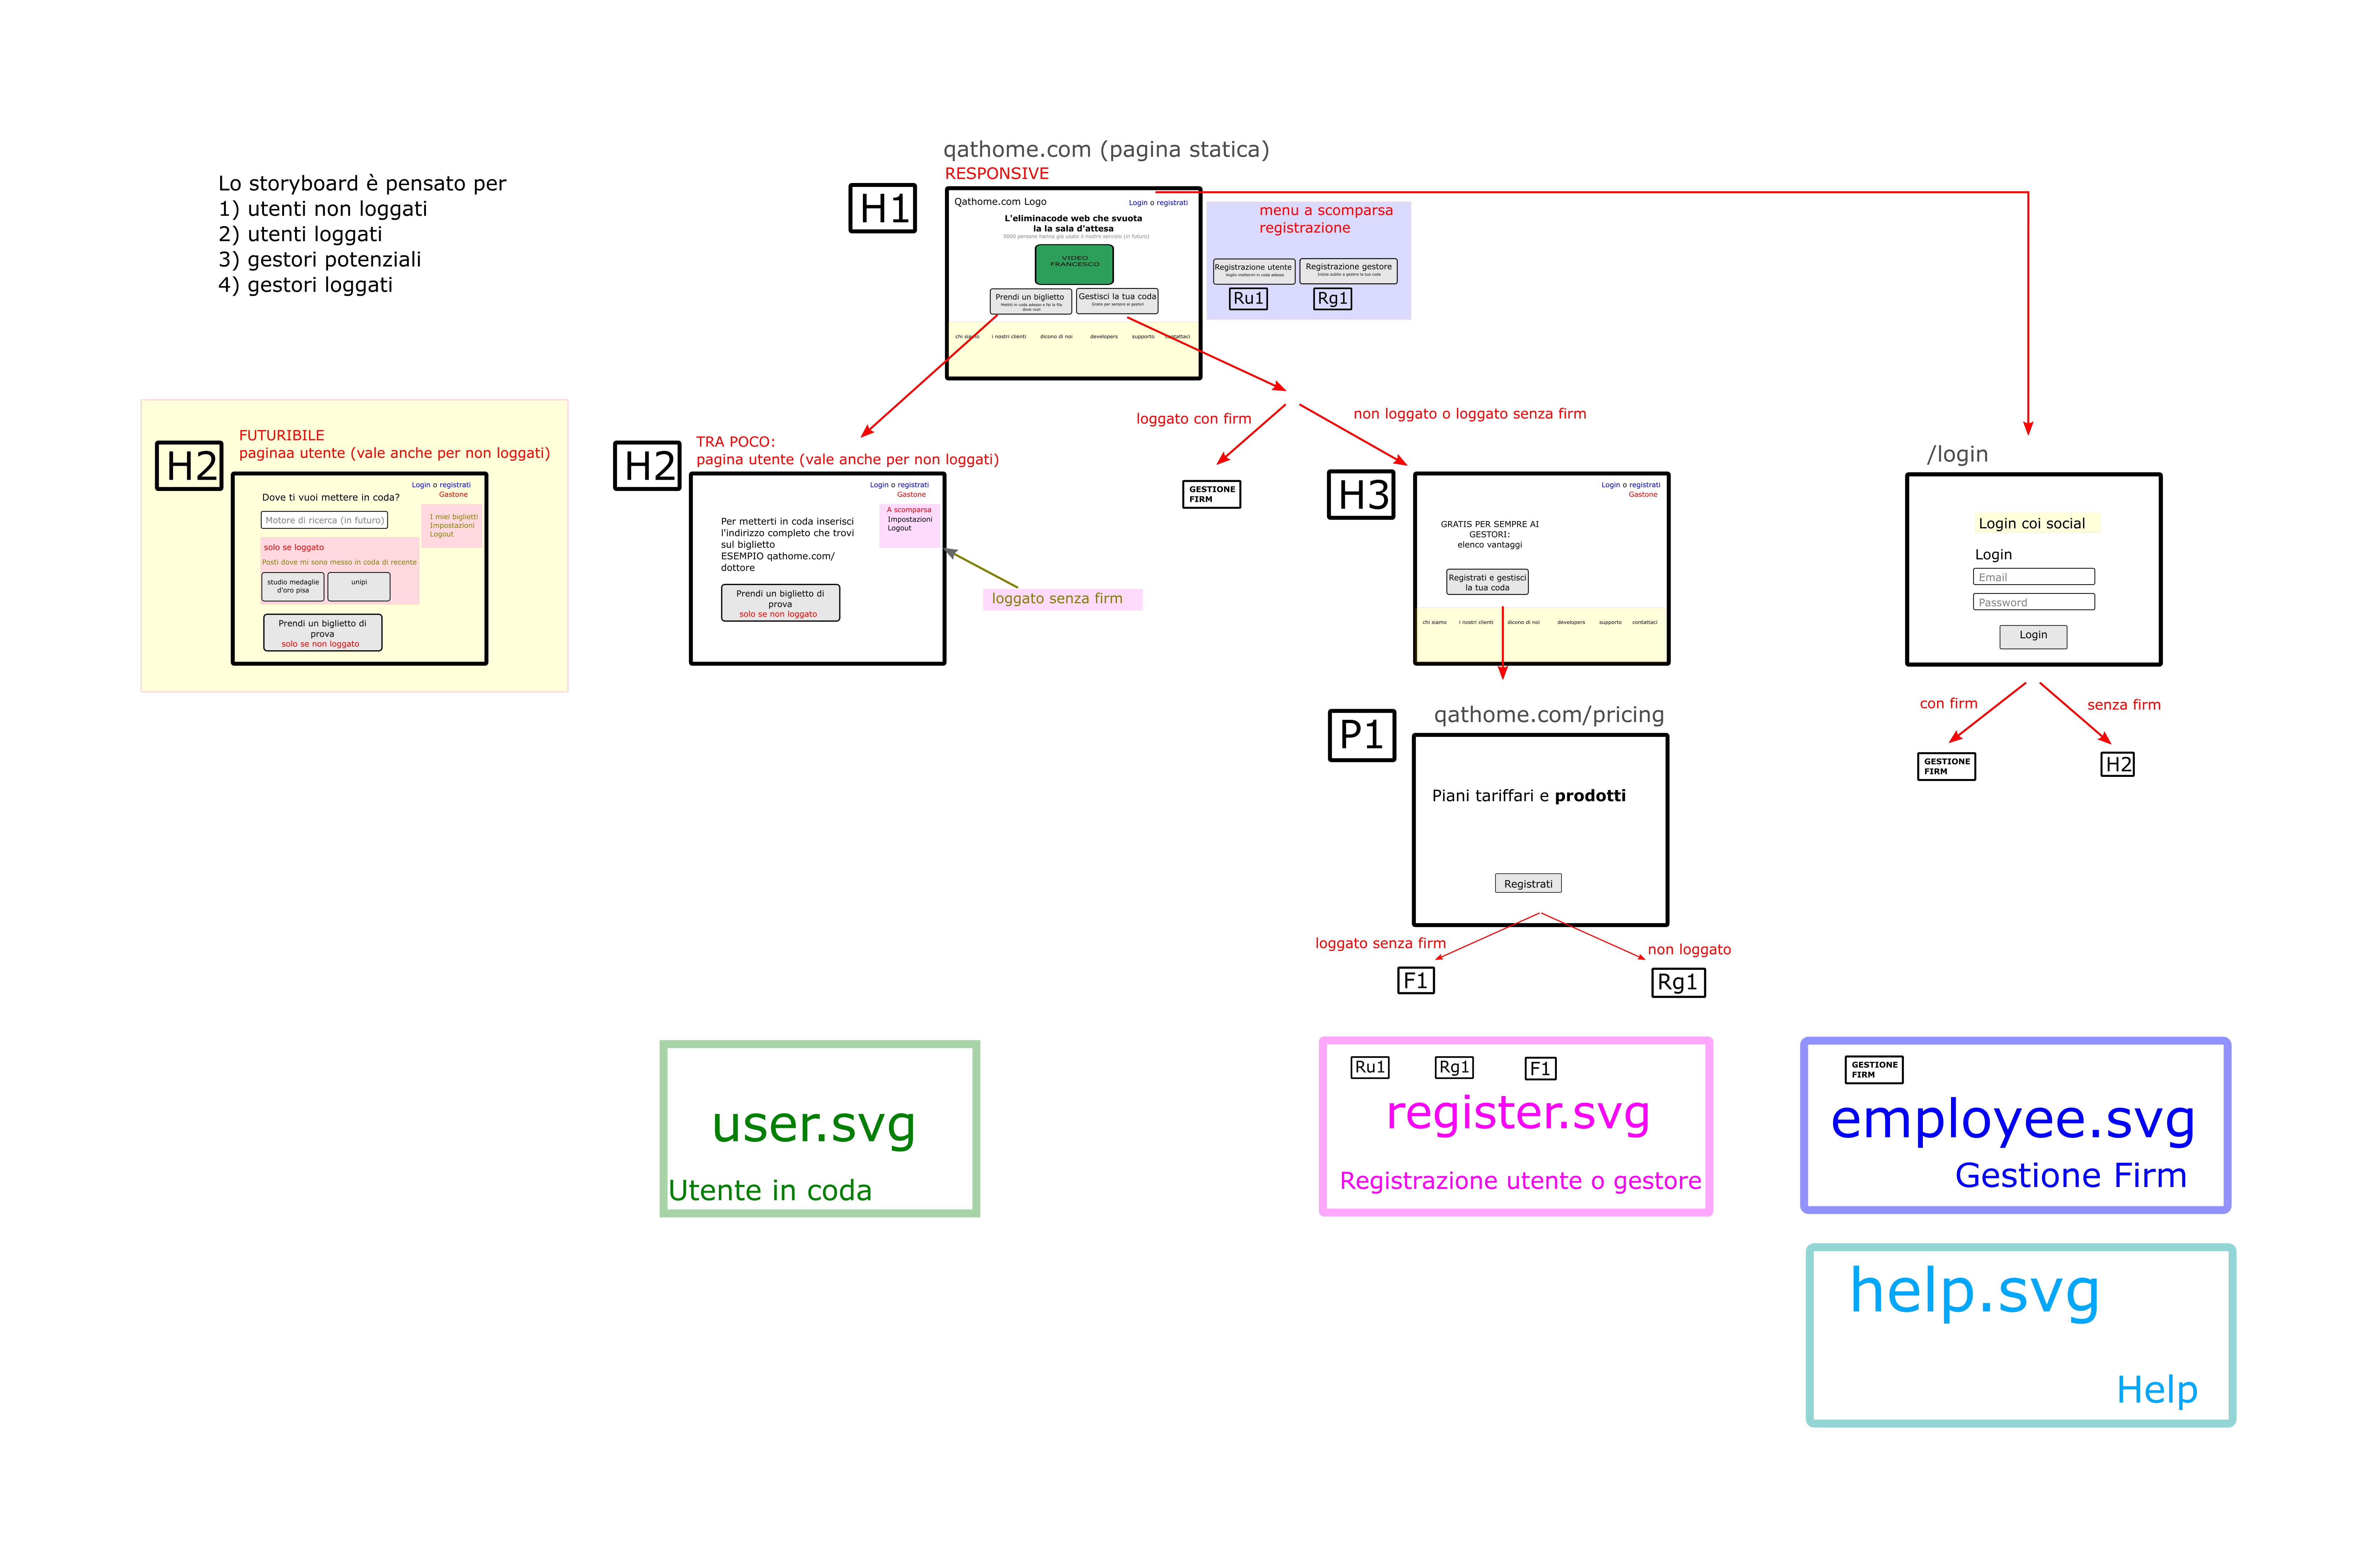 qathome.com (pagina statica)
RESPONSIVE
Lo storyboard è pensato per
1) utenti non loggati
2) utenti loggati
3) gestori potenziali
4) gestori loggati
H1
Qathome.com Logo
Login o registrati
L'eliminacode web che svuota
la la sala d'attesa
5000 persone hanno già usato il nostro servizio (in futuro)
VIDEO
FRANCESCO
Prendi un biglietto
Mettiti in coda adesso e fai la fila
dove vuoi
Gestisci la tua coda
Gratis per sempre ai gestori
chi siamo i nostri clienti dicono di noi developers supporto contattaci
menu a scomparsa
registrazione
Registrazione utente
Voglio mettermi in coda adesso
Registrazione gestore
Inizia subito a gestire la tua coda
Ru1
Rg1
H2
FUTURIBILE
paginaa utente (vale anche per non loggati)
Login o registrati
Gastone
Dove ti vuoi mettere in coda?
Motore di ricerca (in futuro)
I miei biglietti
Impostazioni
Logout
solo se loggato
Posti dove mi sono messo in coda di recente
studio medaglie
d'oro pisa
unipi
Prendi un biglietto di
prova
solo se non loggato
H2
TRA POCO:
pagina utente (vale anche per non loggati)
Login o registrati
Gastone
A scomparsa
Impostazioni
Logout
Per metterti in coda inserisci
l'indirizzo completo che trovi
sul biglietto
ESEMPIO qathome.com/
dottore
Prendi un biglietto di
prova
solo se non loggato
loggato senza firm
loggato con firm
non loggato o loggato senza firm
GESTIONE
FIRM
H3
Login o registrati
Gastone
GRATIS PER SEMPRE AI
GESTORI:
elenco vantaggi
Registrati e gestisci
la tua coda
chi siamo i nostri clienti dicono di noi developers supporto contattaci
/login
Login coi social
Login
Email
Password
Login
con firm
senza firm
GESTIONE
FIRM
H2
P1
qathome.com/pricing
Piani tariffari e prodotti
Registrati
loggato senza firm
non loggato
F1
Rg1
user.svg
Utente in coda
Ru1
Rg1
F1
register.svg
Registrazione utente o gestore
GESTIONE
FIRM
employee.svg
Gestione Firm
help.svg
Help